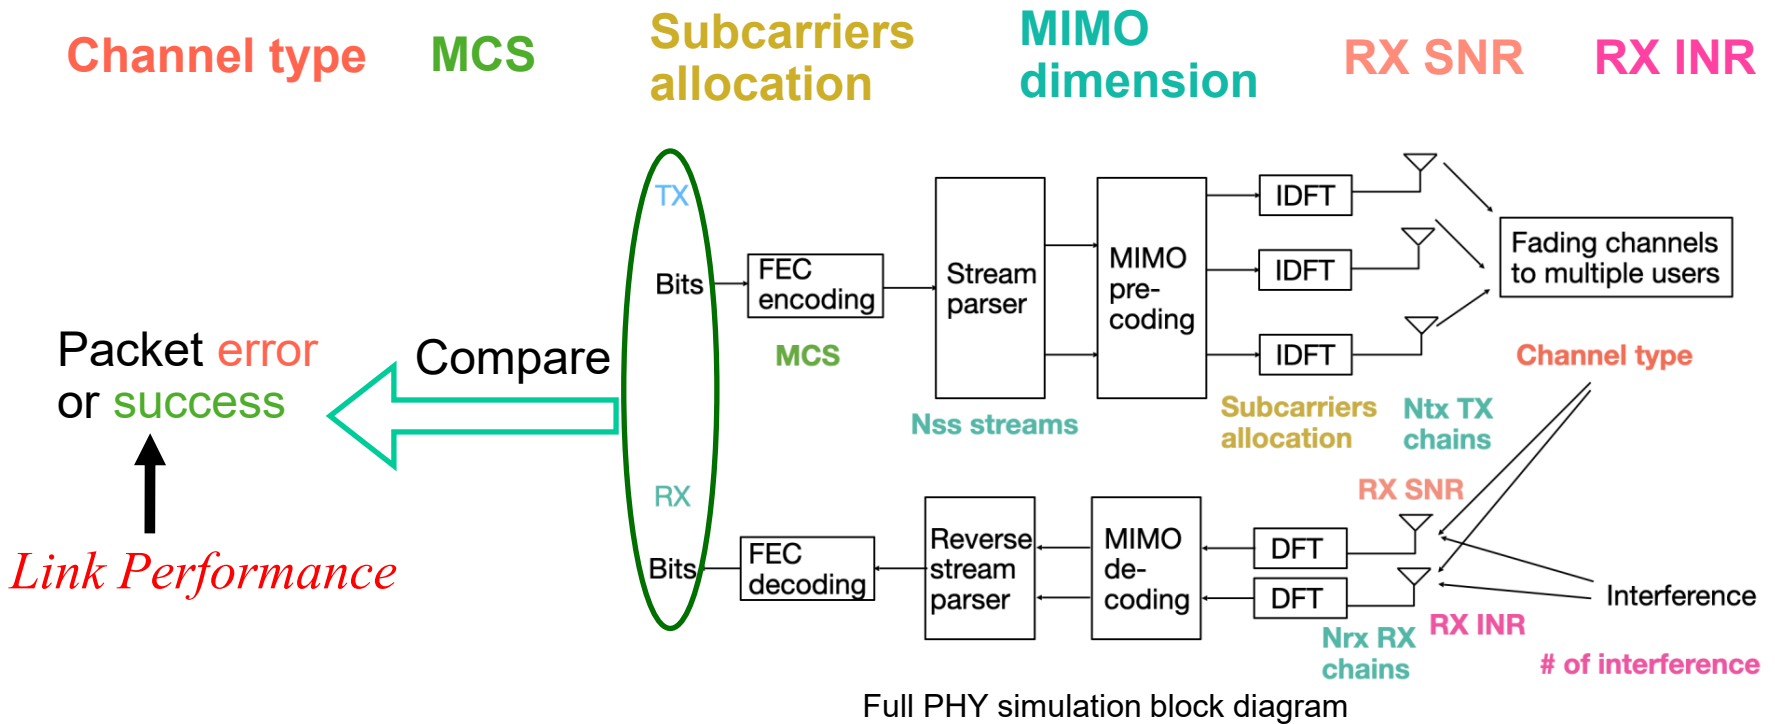 Channel type
MCS
Subcarriers
allocation
MIMO
dimension
RX SNR
RX INR
TX
Bits
FEC
encoding
MCS
Stream
parser
Nss streams
MIMO
pre-
coding
IDFT
IDFT
IDFT
Subcarriers
allocation
Ntx TX
chains
Fading channels
to multiple users
Channel type
Packet error
or success
Compare
Link Performance
RX
Bits
FEC
decoding
Reverse
stream
parser
MIMO
de-
coding
DFT
DFT
RX SNR
Nrx RX
chains
RX INR
Interference
# of interference
Full PHY simulation block diagram